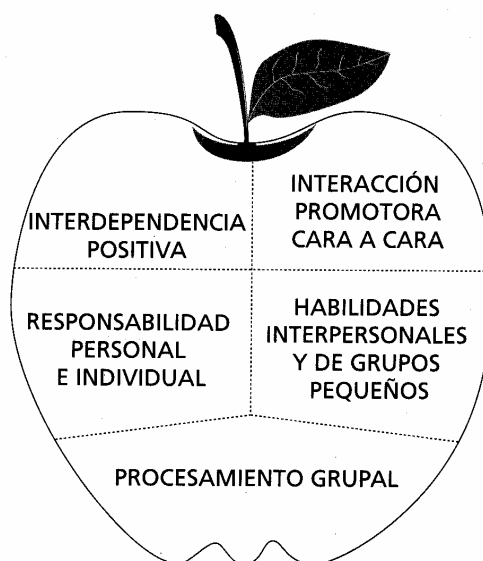 INTERDEPENDENCIA
POSITIVA
INTERACCIÓN
PROMOTORA
CARA A CARA
RESPONSABILIDAD
PERSONAL
E INDIVIDUAL
HABILIDADES
INTERPERSONALES
Y DE GRUPOS
PEQUEÑOS
PROCESAMIENTO GRUPAL